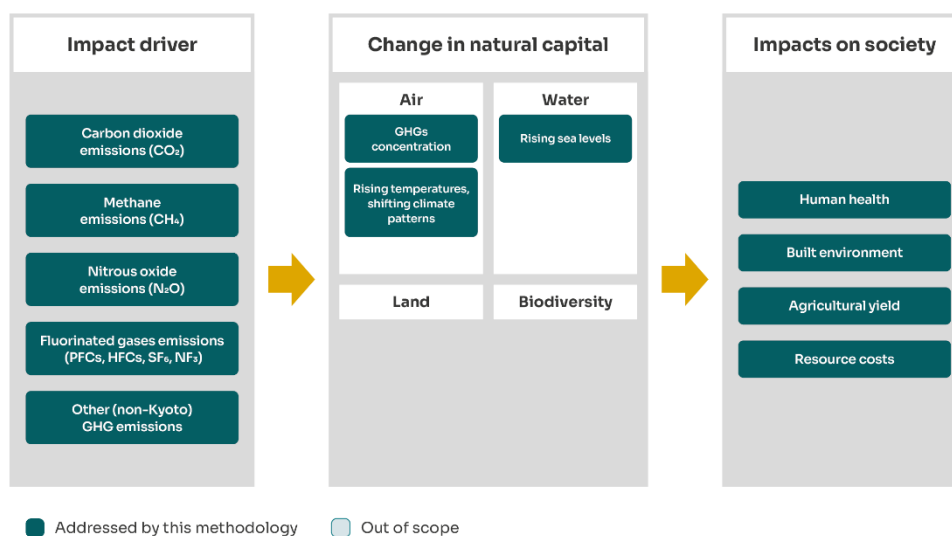 Impact driver
Carbon dioxide
emissions (CO₂)
Methane
emissions (CH₄)
Nitrous oxide
emissions (N₂O)
Fluorinated gases emissions
(PFCs, HFCs, SF₆, NF₃)
Other (non-Kyoto)
GHG emissions
Change in natural capital
Air
GHGs
concentration
Rising temperatures,
shifting climate
patterns
Water
Rising sea levels
Land
Biodiversity
Impacts on society
Human health
Built environment
Agricultural yield
Resource costs
Addressed by this methodology
Out of scope